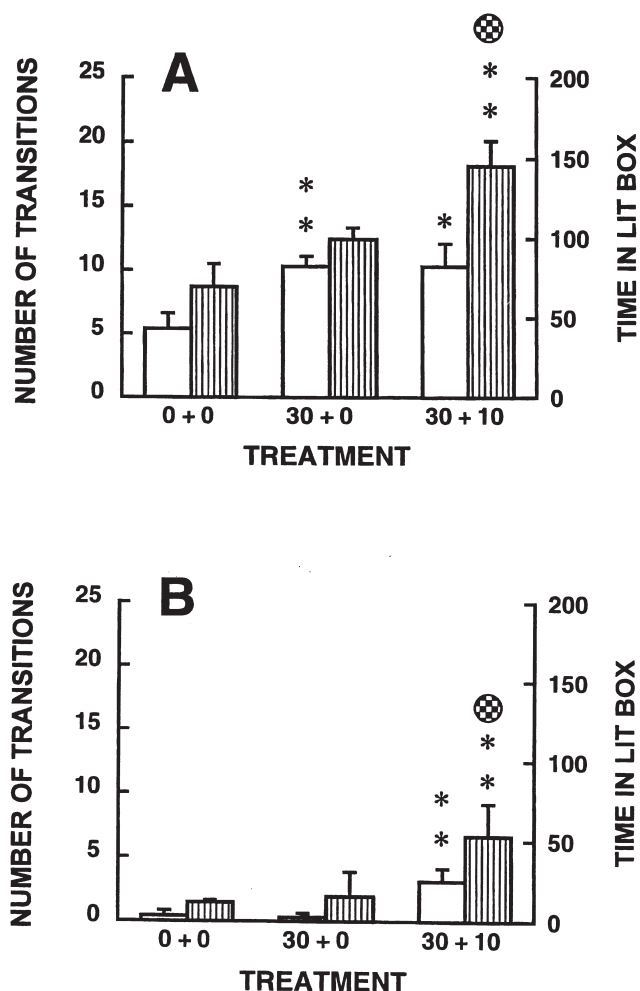 A
NUMBER OF TRANSITIONS
25
20
15
10
5
0
200
150
100
50
0
TIME IN LIT BOX
* *
*
* *
0 + 0
30 + 0
30 + 10
TREATMENT
B
NUMBER OF TRANSITIONS
25
20
15
10
5
0
200
150
100
50
0
TIME IN LIT BOX
* *
* *
0 + 0
30 + 0
30 + 10
TREATMENT